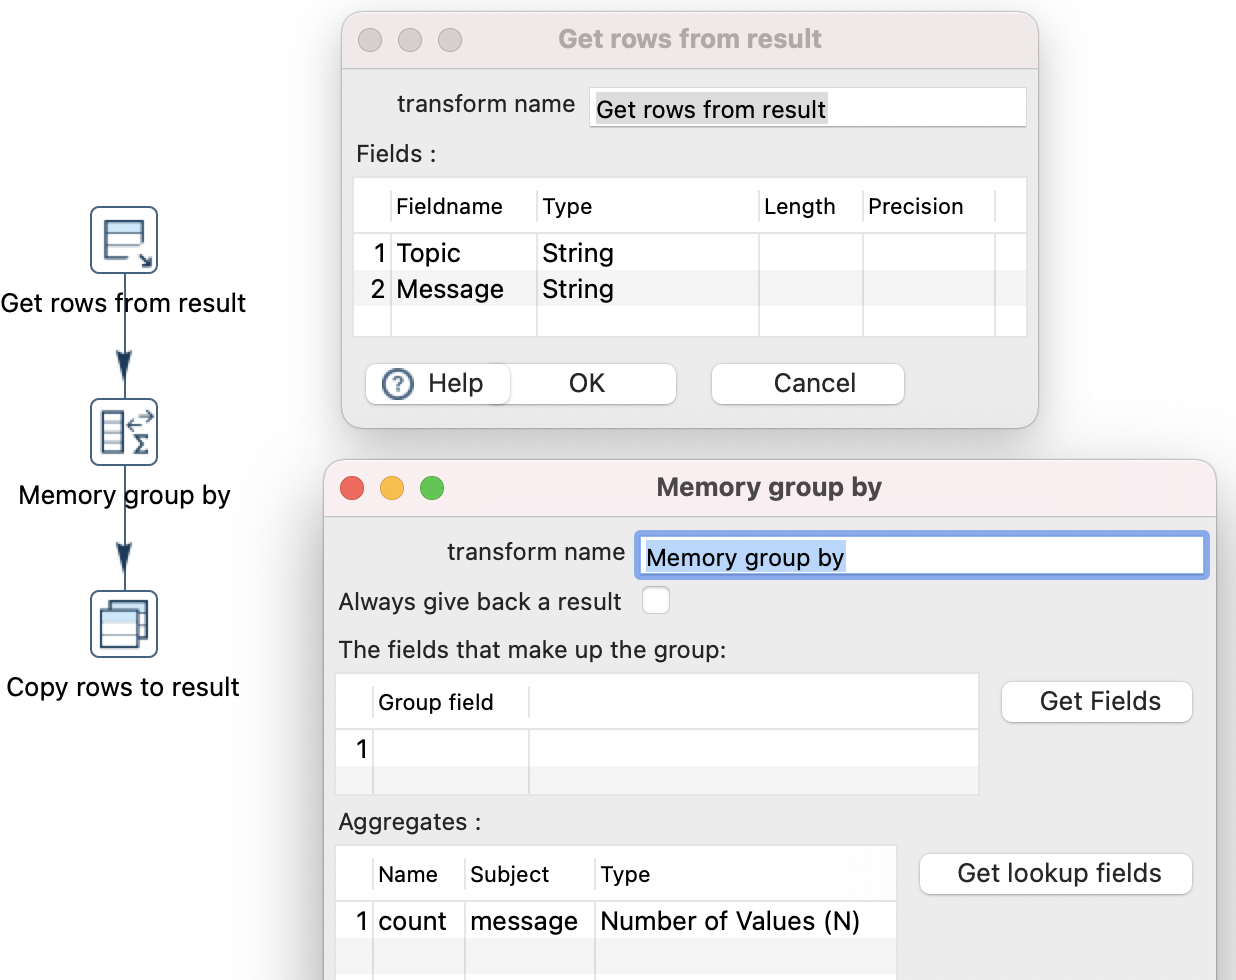 Get rows from result
Memory group by
Copy rows to result
Get rows from result
transform name Get rows from result
Fields :
Fieldname Type Length Precision
1 Topic String
2 Message String
? Help OK Cancel
Memory group by
transform name Memory group by
Always give back a result
The fields that make up the group:
Group field
Get Fields
1
Aggregates :
Name Subject Type
Get lookup fields
1 count message Number of Values (N)